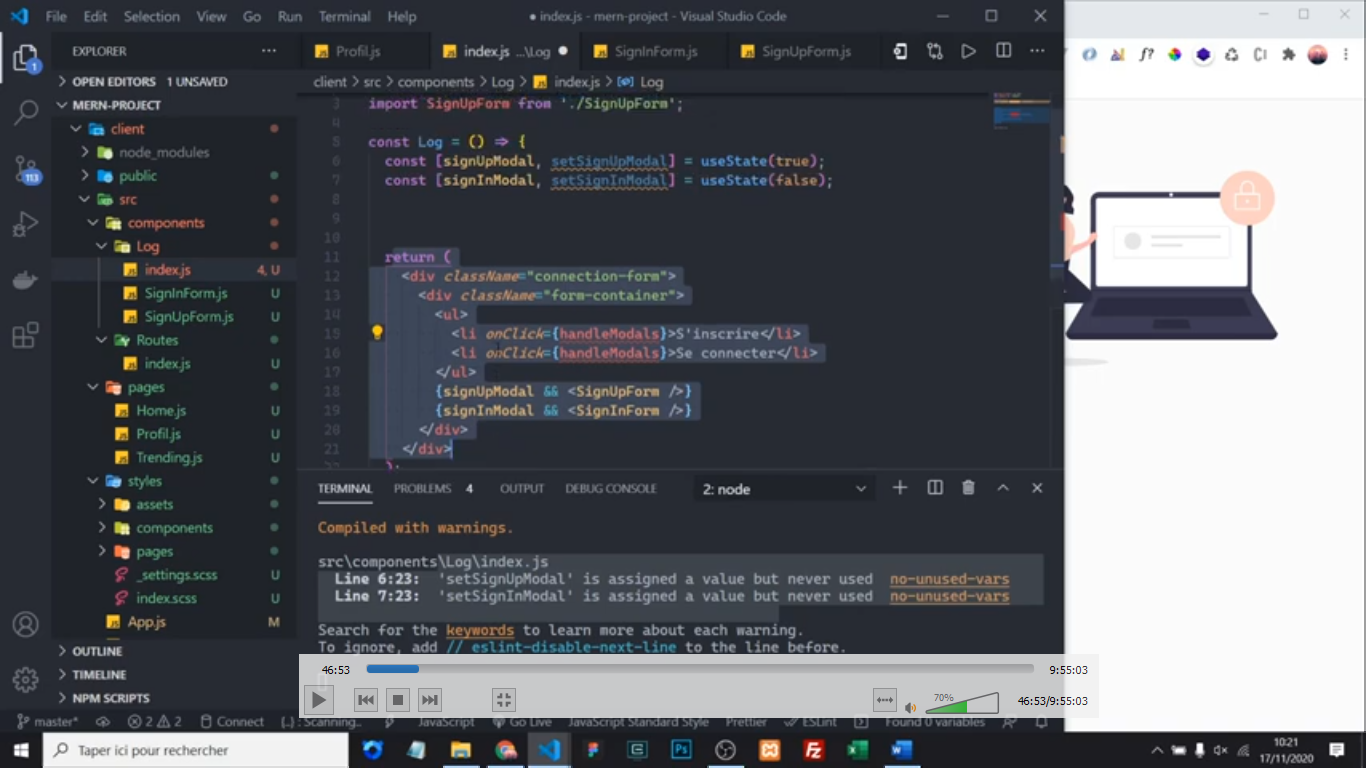 File Edit Selection View Go Run Terminal Help
● index.js - mern-project - Visual Studio Code
EXPLORER
Profil.js
index.js ...\Log
SignInForm.js
SignUpForm.js
OPEN EDITORS 1 UNSAVED
client > src > components > Log > index.js > Log
MERN-PROJECT
client
node_modules
public
src
components
Log
index.js 4, U
SignInForm.js U
SignUpForm.js U
Routes
index.js U
pages
Home.js U
Profil.js U
Trending.js U
styles
assets
components
pages
_settings.scss U
index.scss U
App.js M
OUTLINE
TIMELINE
NPM SCRIPTS
1
113
3 import SignUpForm from './SignUpForm';
4
5 const Log = () => {
6 const [signUpModal, setSignUpModal] = useState(true);
7 const [signInModal, setSignInModal] = useState(false);
8
9
10
11 return (
12 <div className="connection-form">
13 <div className="form-container">
14 <ul>
15 <li onClick={handleModals}>S'inscrire</li>
16 <li onClick={handleModals}>Se connecter</li>
17 </ul>
18 {signUpModal && <SignUpForm />}
19 {signInModal && <SignInForm />}
20 </div>
21 </div>
);
TERMINAL PROBLEMS 4 OUTPUT DEBUG CONSOLE 2: node
Compiled with warnings.
src\components\Log\index.js
Line 6:23: 'setSignUpModal' is assigned a value but never used no-unused-vars
Line 7:23: 'setSignInModal' is assigned a value but never used no-unused-vars
Search for the keywords to learn more about each warning.
To ignore, add // eslint-disable-next-line to the line before.
46:53 9:55:03
70% 46:53/9:55:03
master* 2 2 Connect Scanning.. JavaScript Go Live JavaScript Standard Style Prettier ESLint Found 0 variables
Taper ici pour rechercher
10:21
17/11/2020